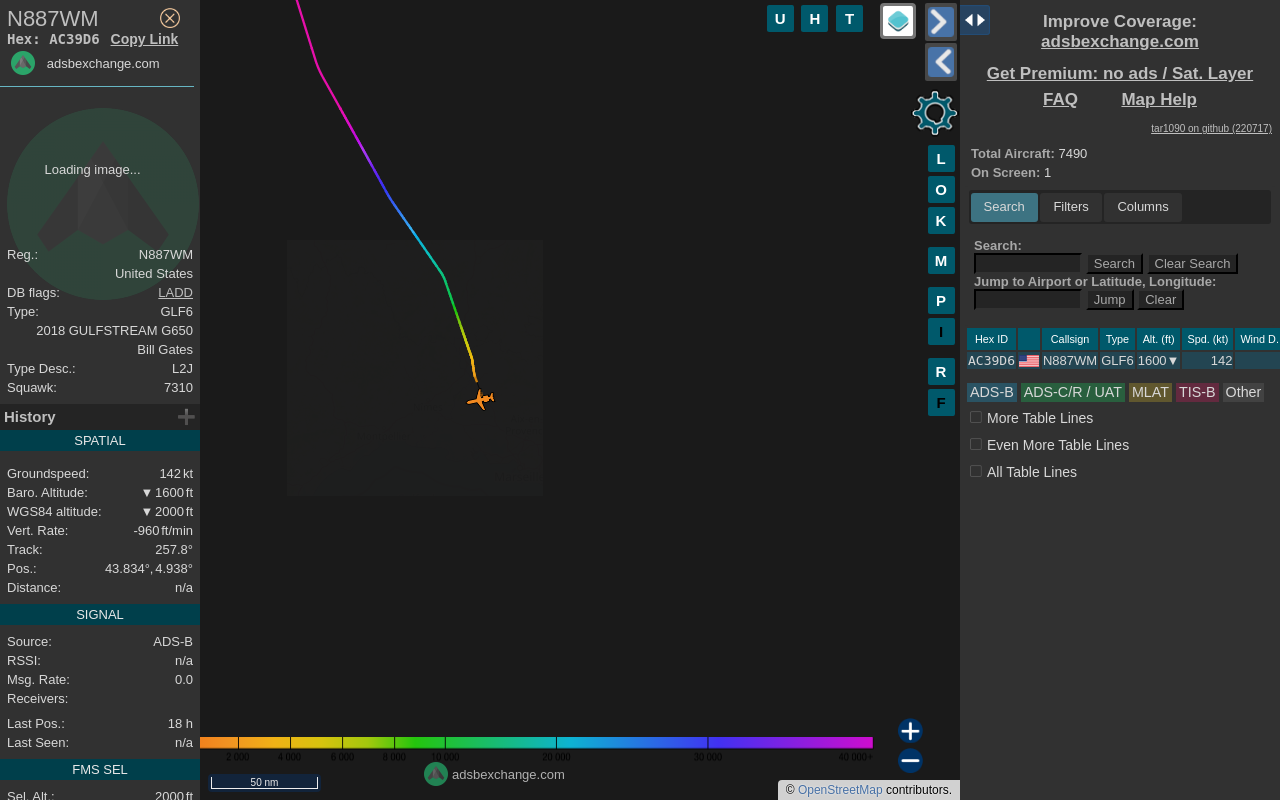 N887WM
Hex: AC39D6 Copy Link
adsbexchange.com
Loading image...
Reg.: N887WM
United States
DB flags: LADD
Type: GLF6
2018 GULFSTREAM G650
Bill Gates
Type Desc.: L2J
Squawk: 7310
History
SPATIAL
Groundspeed: 142 kt
Baro. Altitude: ▼ 1600 ft
WGS84 altitude: ▼ 2000 ft
Vert. Rate: -960 ft/min
Track: 257.8°
Pos.: 43.834°, 4.938°
Distance: n/a
SIGNAL
Source: ADS-B
RSSI: n/a
Msg. Rate: 0.0
Receivers:
Last Pos.: 18 h
Last Seen: n/a
FMS SEL
Sel. Alt.: 2000 ft
U H T
L
O
K
M
P
I
R
F
2 000 4 000 6 000 8 000 10 000 20 000 30 000 40 000+
50 nm
adsbexchange.com
© OpenStreetMap contributors.
Improve Coverage:
adsbexchange.com
Get Premium: no ads / Sat. Layer
FAQ Map Help
tar1090 on github (220717)
Total Aircraft: 7490
On Screen: 1
Search Filters Columns
Search:
Search Clear Search
Jump to Airport or Latitude, Longitude:
Jump Clear
Hex ID Callsign Type Alt. (ft) Spd. (kt) Wind D.
AC39D6 N887WM GLF6 1600▼ 142
ADS-B ADS-C/R / UAT MLAT TIS-B Other
More Table Lines
Even More Table Lines
All Table Lines